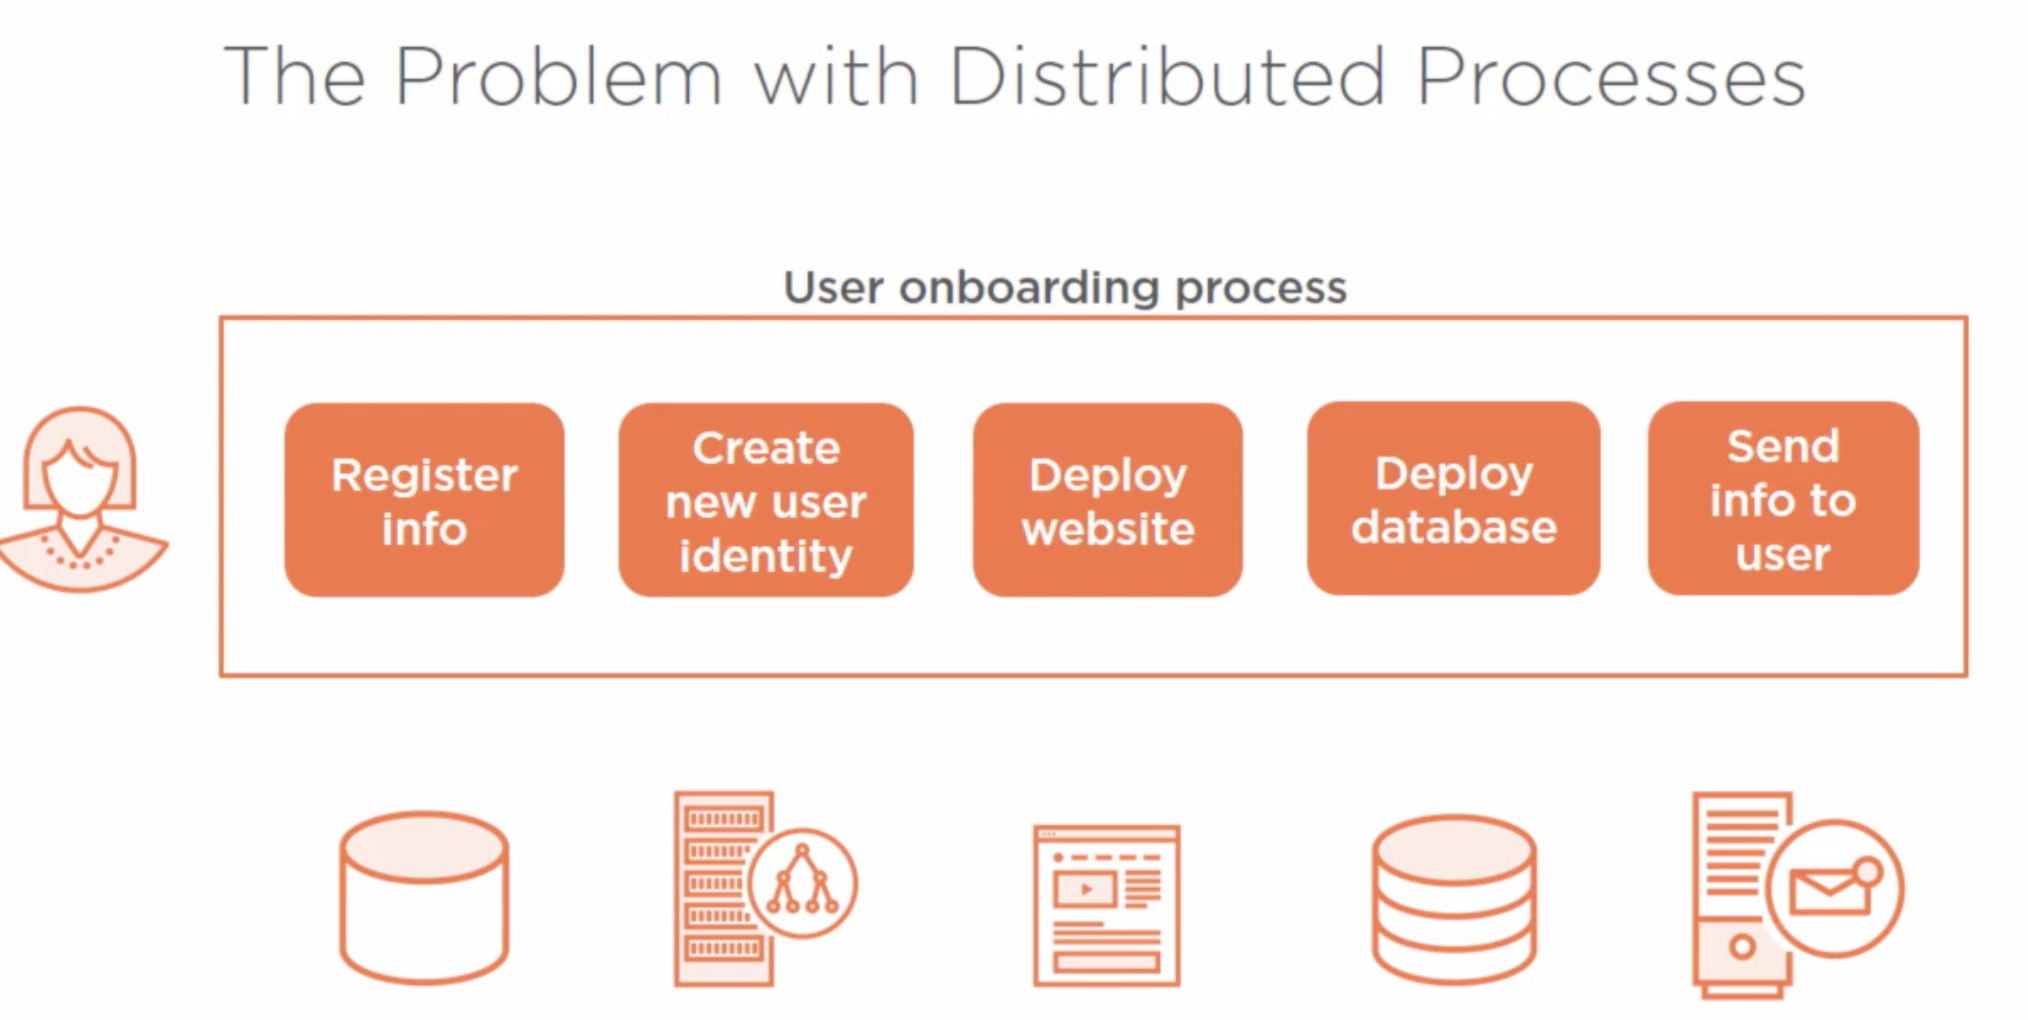 The Problem with Distributed Processes
User onboarding process
Register
info
Create
new user
identity
Deploy
website
Deploy
database
Send
info to
user